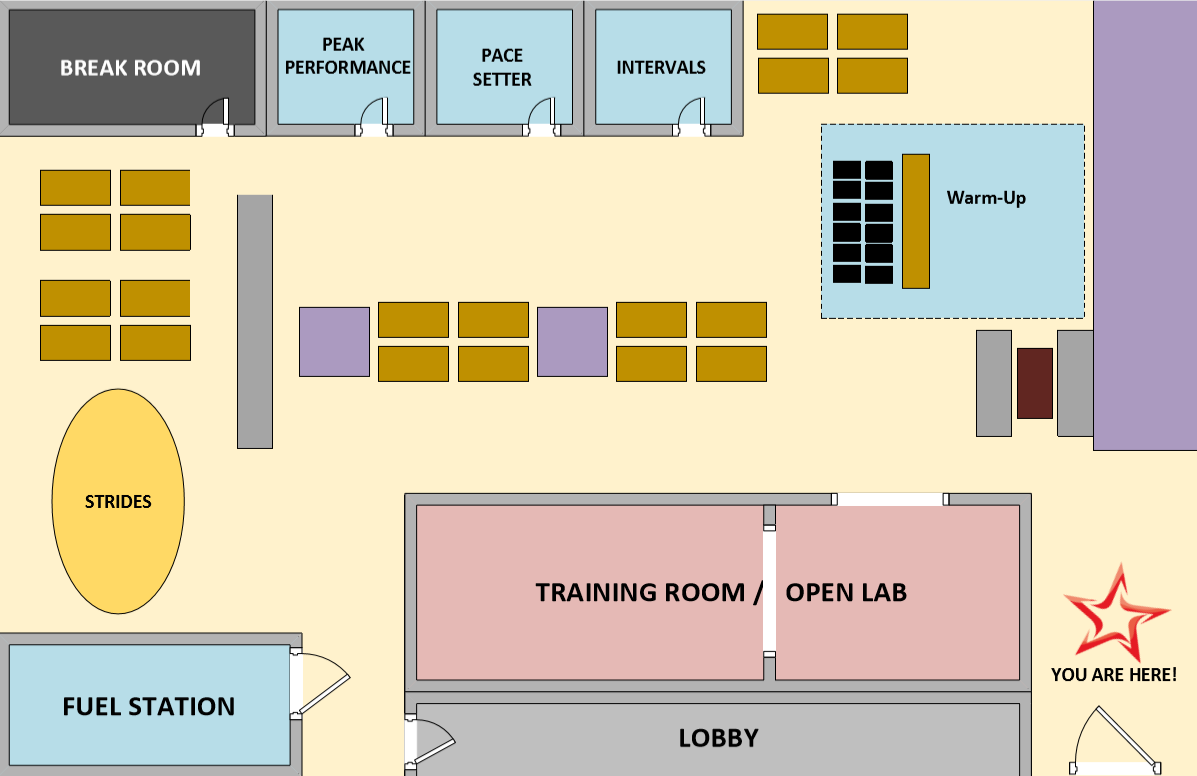 BREAK ROOM
PEAK
PERFORMANCE
PACE
SETTER
INTERVALS
Warm-Up
STRIDES
TRAINING ROOM / OPEN LAB
YOU ARE HERE!
FUEL STATION
LOBBY